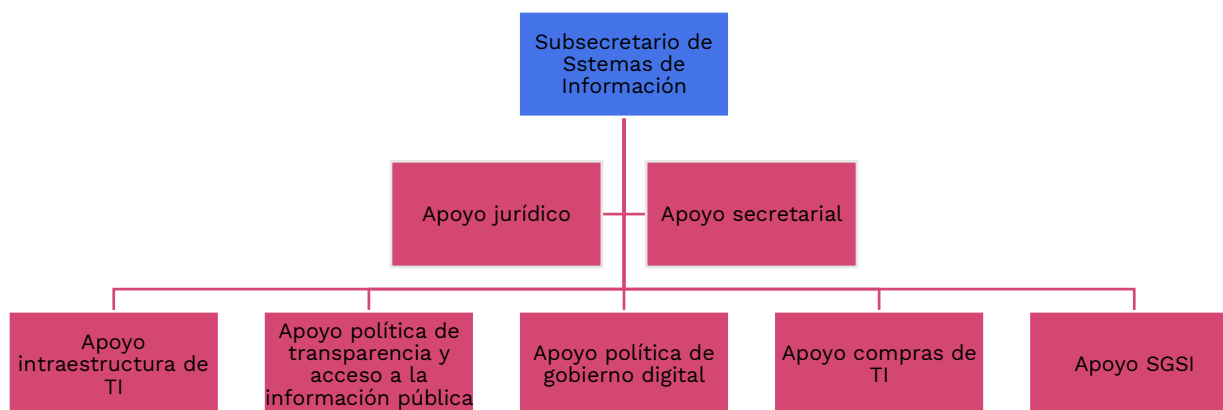 Subsecretario de
Sstemas de
Información
Apoyo jurídico
Apoyo secretarial
Apoyo
intraestructura de
TI
Apoyo política de
transparencia y
acceso a la
información pública
Apoyo política de
gobierno digital
Apoyo compras de
TI
Apoyo SGSI